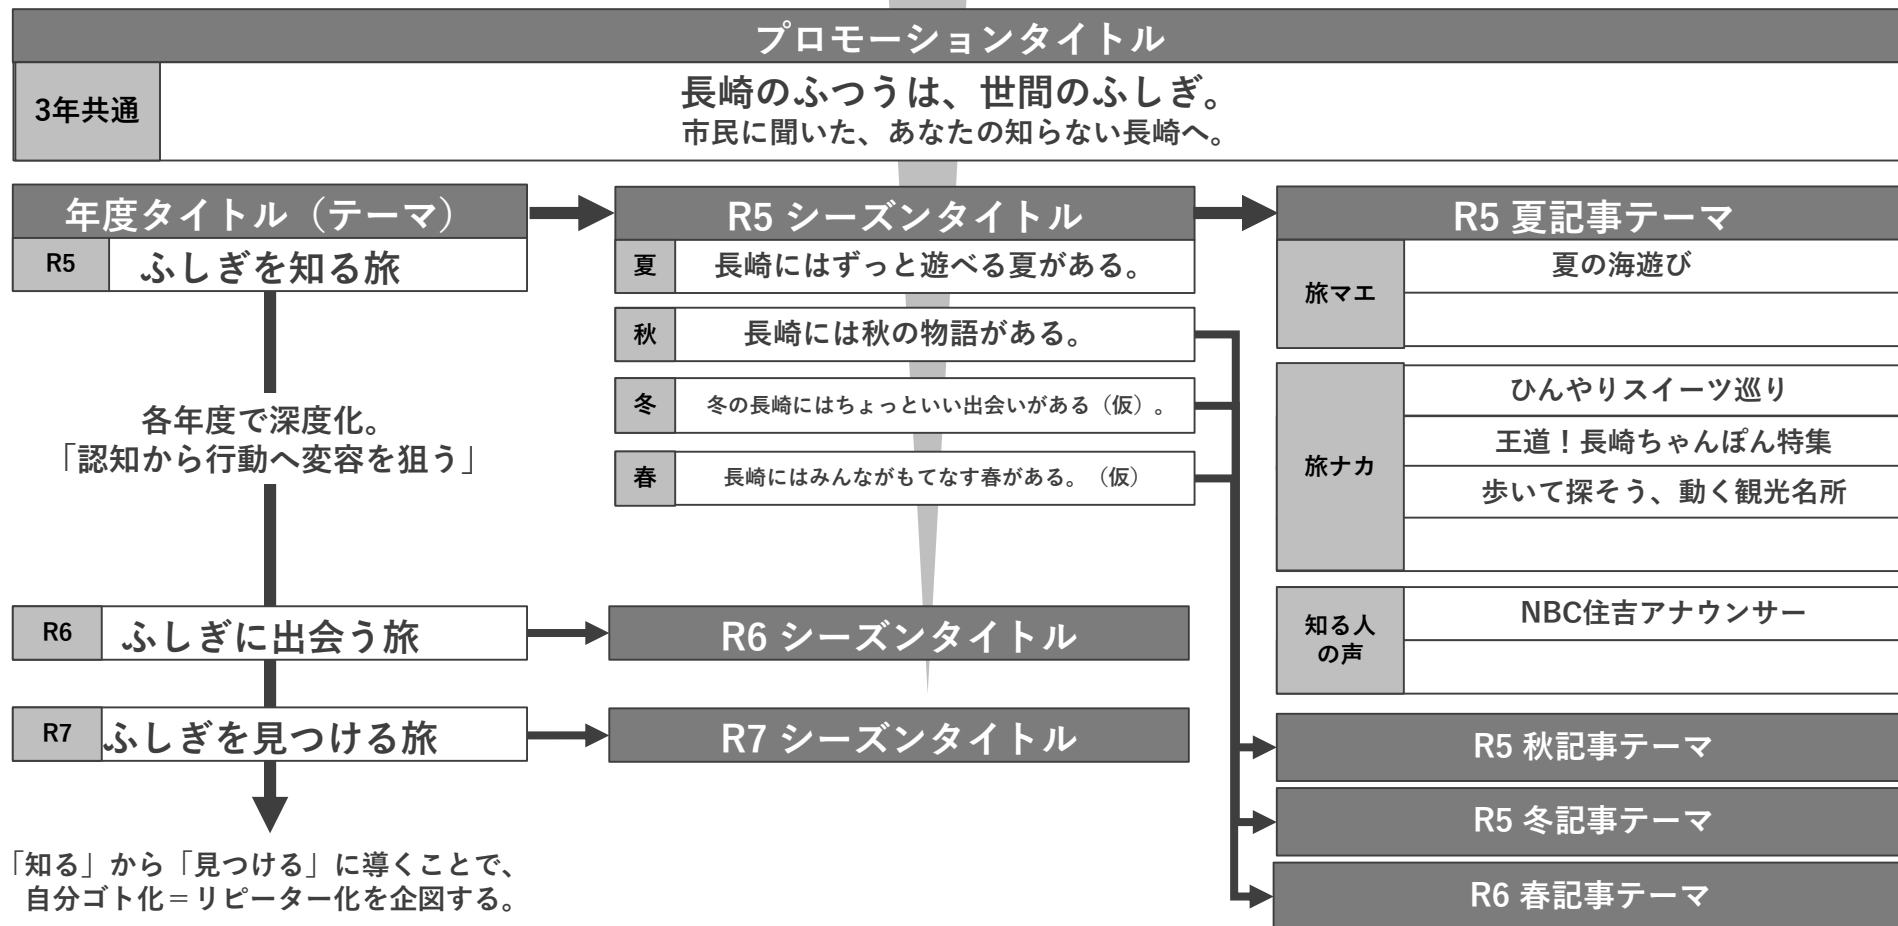 プロモーションタイトル
3年共通
長崎のふつうは、世間のふしぎ。
市民に聞いた、あなたの知らない長崎へ。
年度タイトル（テーマ）
R5
ふしぎを知る旅
各年度で深度化。
「認知から行動へ変容を狙う」
R6
ふしぎに出会う旅
R7
ふしぎを見つける旅
「知る」から「見つける」に導くことで、
自分ゴト化＝リピーター化を企図する。
R5 シーズンタイトル
夏
長崎にはずっと遊べる夏がある。
秋
長崎には秋の物語がある。
冬
冬の長崎にはちょっといい出会いがある（仮）。
春
長崎にはみんながもてなす春がある。（仮）
R6 シーズンタイトル
R7 シーズンタイトル
R5 夏記事テーマ
旅マエ
夏の海遊び
旅ナカ
ひんやりスイーツ巡り
王道！長崎ちゃんぽん特集
歩いて探そう、動く観光名所
知る人
の声
NBC住吉アナウンサー
R5 秋記事テーマ
R5 冬記事テーマ
R6 春記事テーマ